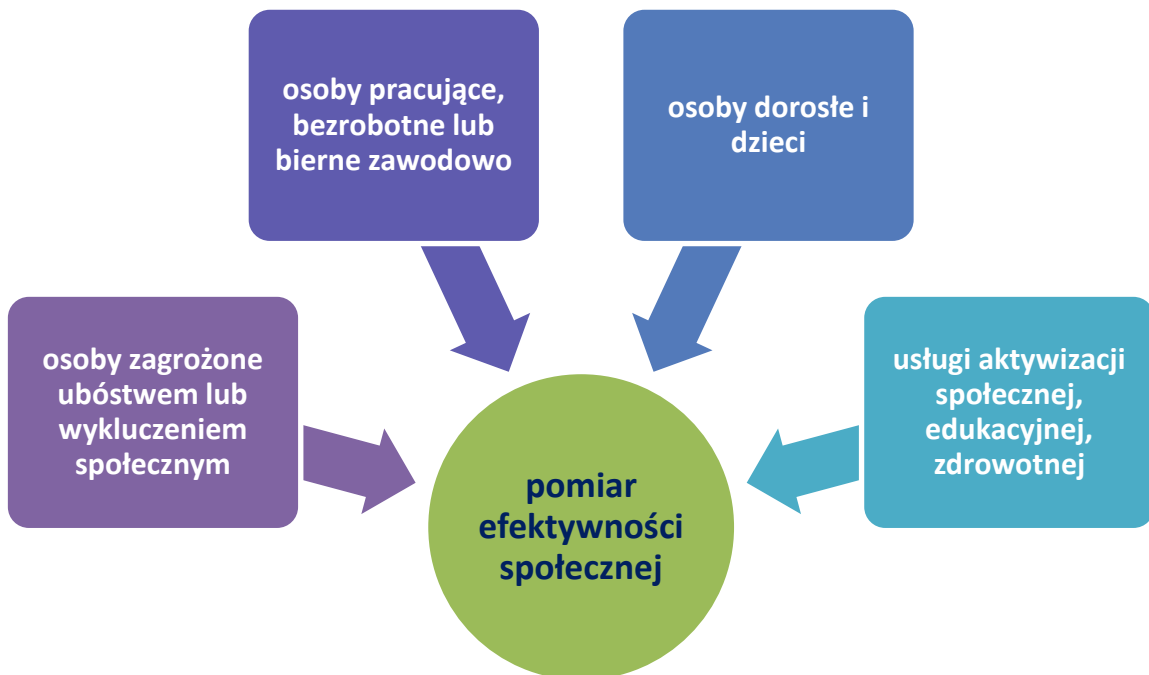 osoby pracujące,
bezrobotne lub
bierne zawodowo
osoby dorosłe i
dzieci
osoby zagrożone
ubóstwem lub
wykluczeniem
społecznym
usługi aktywizacji
społecznej,
edukacyjnej,
zdrowotnej
pomiar
efektywności
społecznej